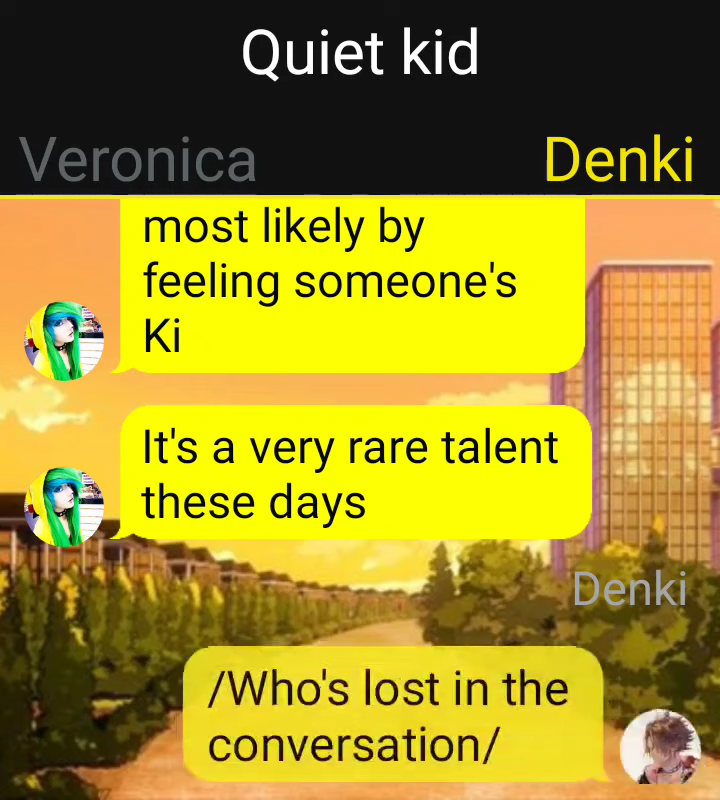 Quiet kid
Veronica Denki
most likely by
feeling someone's
Ki
It's a very rare talent
these days
Denki
/Who's lost in the
conversation/